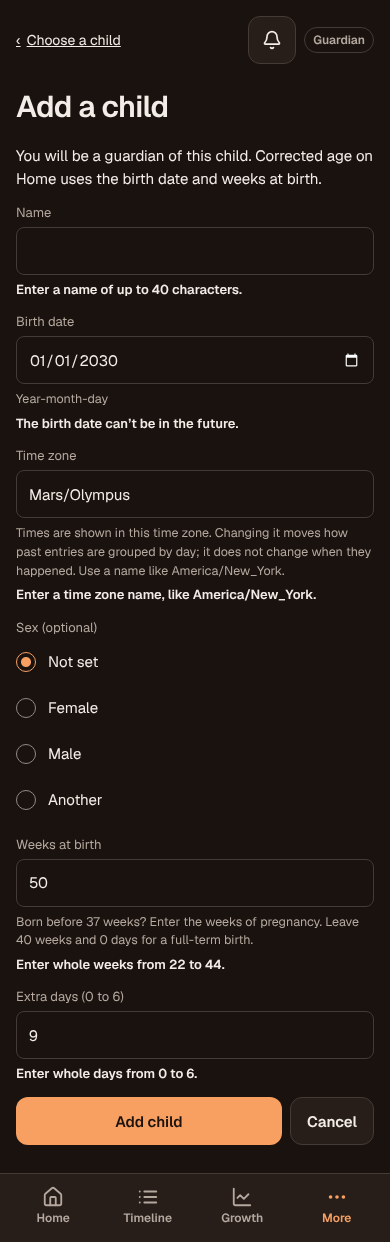 ‹ Choose a child
Guardian
Add a child
You will be a guardian of this child. Corrected age on
Home uses the birth date and weeks at birth.
Name
Enter a name of up to 40 characters.
Birth date
01/01/2030
Year-month-day
The birth date can’t be in the future.
Time zone
Mars/Olympus
Times are shown in this time zone. Changing it moves how
past entries are grouped by day; it does not change when they
happened. Use a name like America/New_York.
Enter a time zone name, like America/New_York.
Sex (optional)
Not set
Female
Male
Another
Weeks at birth
50
Born before 37 weeks? Enter the weeks of pregnancy. Leave
40 weeks and 0 days for a full-term birth.
Enter whole weeks from 22 to 44.
Extra days (0 to 6)
9
Enter whole days from 0 to 6.
Add child
Cancel
Home
Timeline
Growth
More